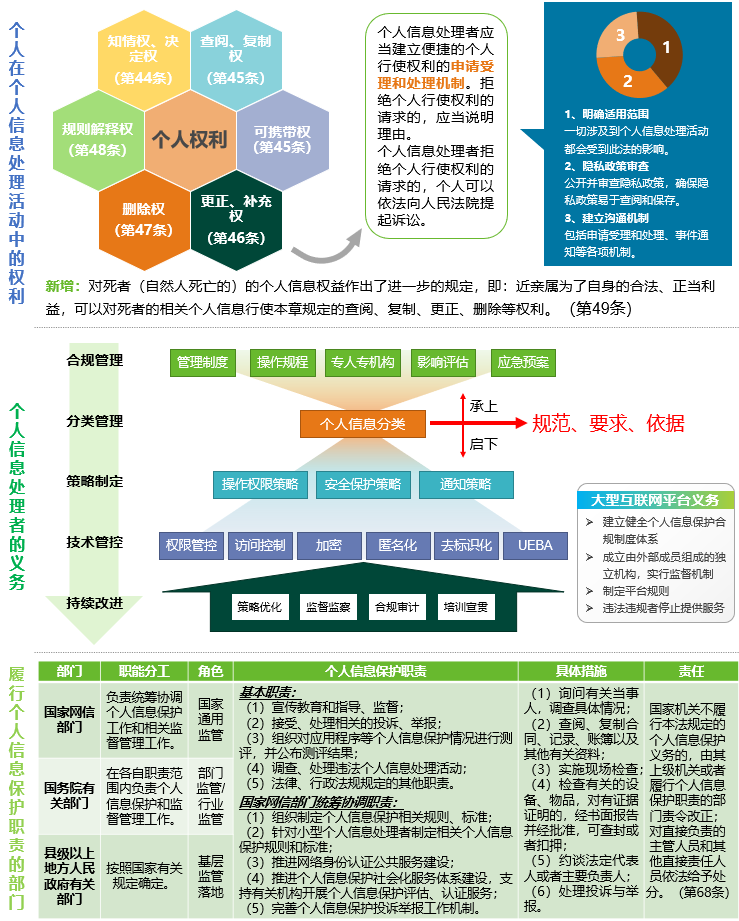 个人在个人信息处理活动中的权利
知情权、决
定权
(第44条)
查阅、复制
权
(第45条)
规则解释权
(第48条)
个人权利
可携带权
(第45条)
删除权
(第47条)
更正、补充
权
(第46条)
个人信息处理者应
当建立便捷的个人
行使权利的申请受
理和处理机制。拒
绝个人行使权利的
请求的，应当说明
理由。
个人信息处理者拒
绝个人行使权利的
请求的，个人可以
依法向人民法院提
起诉讼。
1
2
3
1、明确适用范围
一切涉及到个人信息处理活动
都会受到此法的影响。
2、隐私政策审查
公开并审查隐私政策，确保隐
私政策易于查阅和保存。
3、建立沟通机制
包括申请受理和处理、事件通
知等各项机制。
新增：对死者（自然人死亡的）的个人信息权益作出了进一步的规定，即：近亲属为了自身的合法、正当利
益，可以对死者的相关个人信息行使本章规定的查阅、复制、更正、删除等权利。（第49条）
个人信息处理者的义务
合规管理
管理制度
操作规程
专人专机构
影响评估
应急预案
分类管理
个人信息分类
承上
启下
规范、要求、依据
策略制定
操作权限策略
安全保护策略
通知策略
技术管控
权限管控
访问控制
加密
匿名化
去标识化
UEBA
持续改进
策略优化
监督监察
合规审计
培训宣贯
大型互联网平台义务
建立健全个人信息保护合
规制度体系
成立由外部成员组成的独
立机构，实行监督机制
制定平台规则
违法违规者停止提供服务
履行个人信息保护职责的部门
部门
职能分工
角色
个人信息保护职责
具体措施
责任
国家网信
部门
负责统筹协调
个人信息保护
工作和相关监
督管理工作。
国家
通用
监管
国务院有
关部门
在各自职责范
围内负责个人
信息保护和监
督管理工作。
部门
监管/
行业
监管
县级以上
地方人民
政府有关
部门
按照国家有关
规定确定。
基层
监管
落地
基本职责：
（1）宣传教育和指导、监督；
（2）接受、处理相关的投诉、举报；
（3）组织对应用程序等个人信息保护情况进行测
评，并公布测评结果；
（4）调查、处理违法个人信息处理活动；
（5）法律、行政法规规定的其他职责。
国家网信部门统筹协调职责：
（1）组织制定个人信息保护相关规则、标准；
（2）针对小型个人信息处理者制定相关个人信息
保护规则和标准；
（3）推进网络身份认证公共服务建设；
（4）推进个人信息保护社会化服务体系建设，支
持有关机构开展个人信息保护评估、认证服务；
（5）完善个人信息保护投诉举报工作机制。
（1）询问有关当事
人，调查具体情况；
（2）查阅、复制合
同、记录、账簿以及
其他有关资料；
（3）实施现场检查；
（4）检查有关的设
备、物品，对有证据
证明的，经书面报告
并经批准，可查封或
者扣押；
（5）约谈法定代表
人或者主要负责人；
（6）处理投诉与举
报。
国家机关不履
行本法规定的
个人信息保护
义务的，由其
上级机关或者
履行个人信息
保护职责的部
门责令改正；
对直接负责的
主管人员和其
他直接责任人
员依法给予处
分。（第68条）